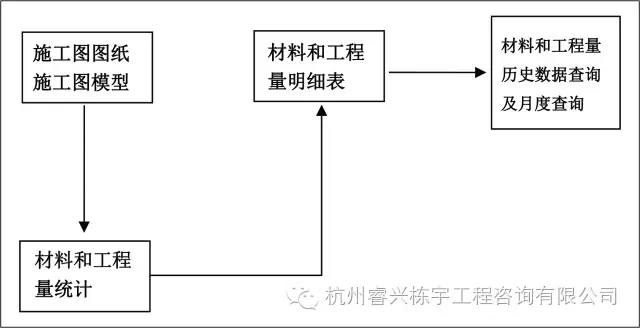 施工图图纸
施工图模型
材料和工程
量统计
材料和工程
量明细表
材料和工程量
历史数据查询
及月度查询
杭州睿兴栋宇工程咨询有限公司